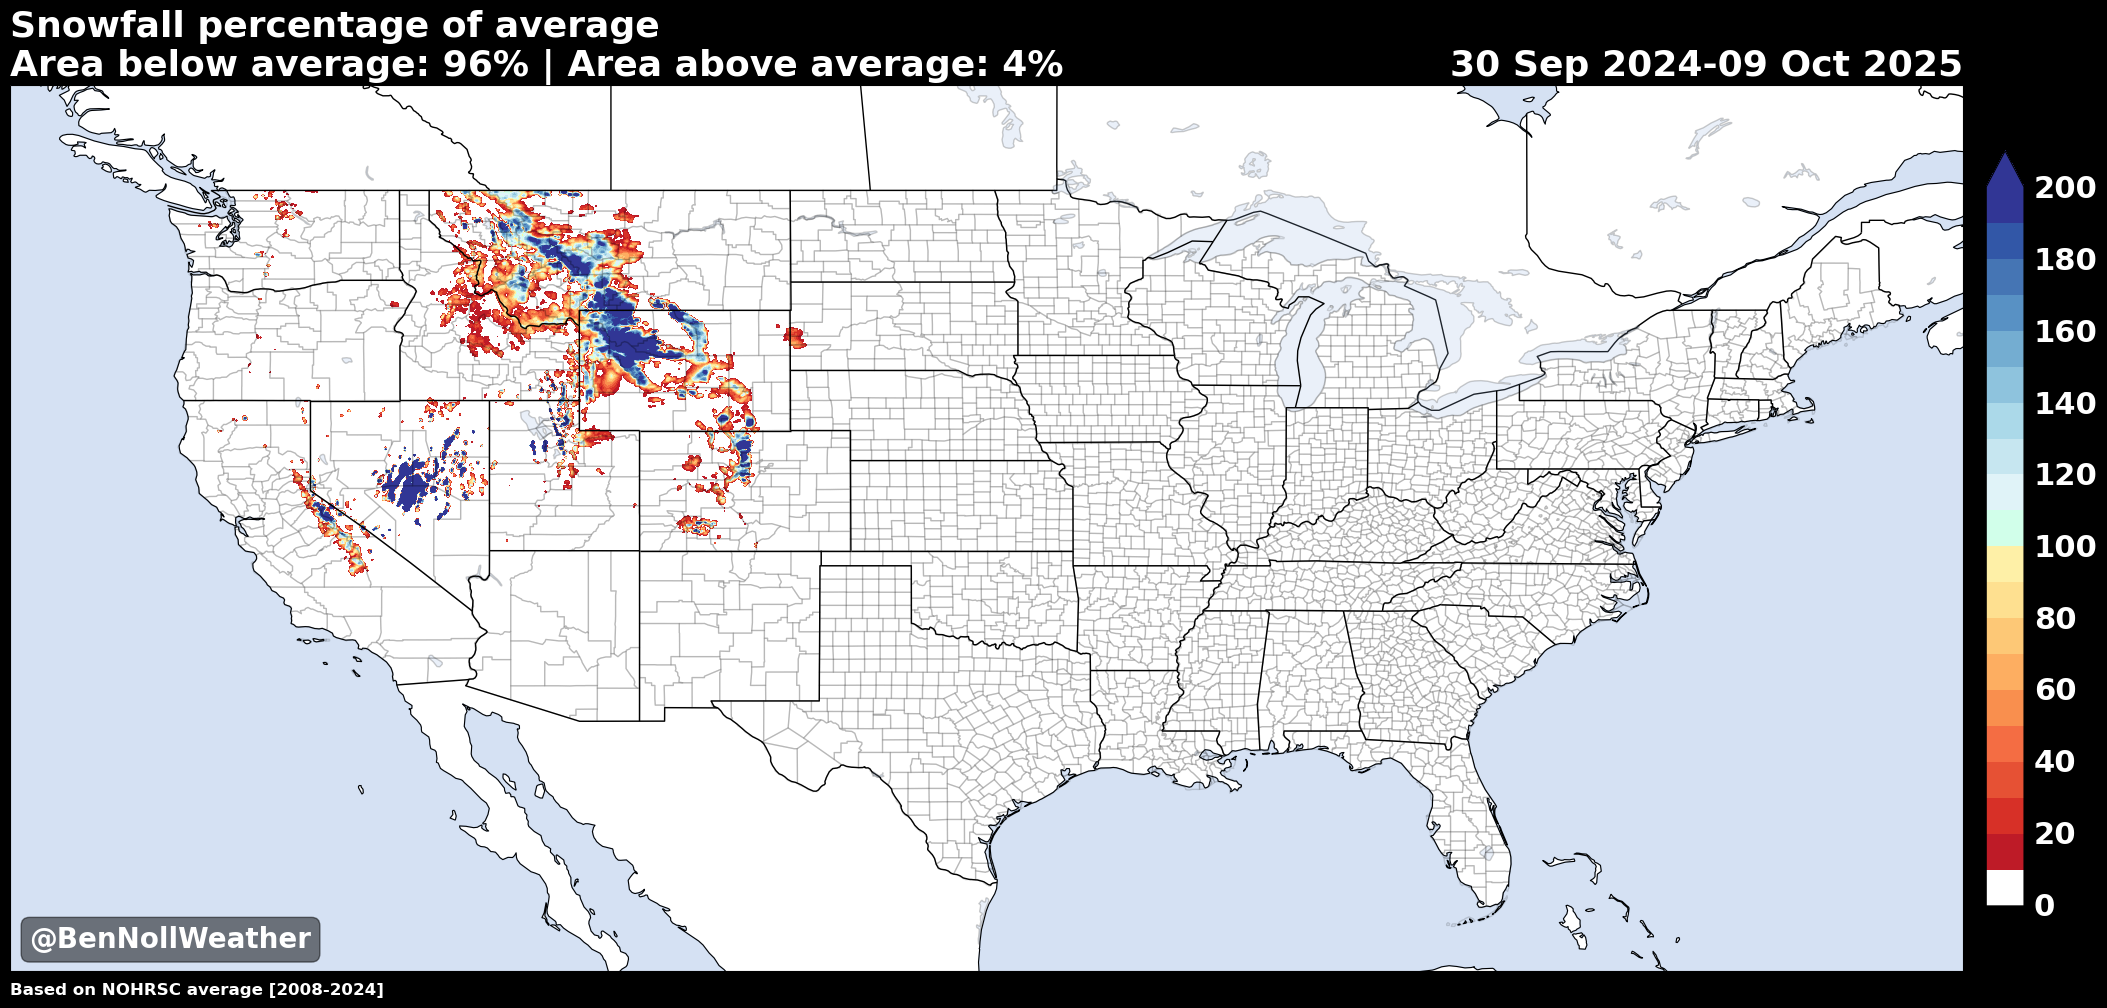 Snowfall percentage of average
Area below average: 96% | Area above average: 4%
30 Sep 2024-09 Oct 2025
200
180
160
140
120
100
80
60
40
20
0
@BenNollWeather
Based on NOHRSC average [2008-2024]